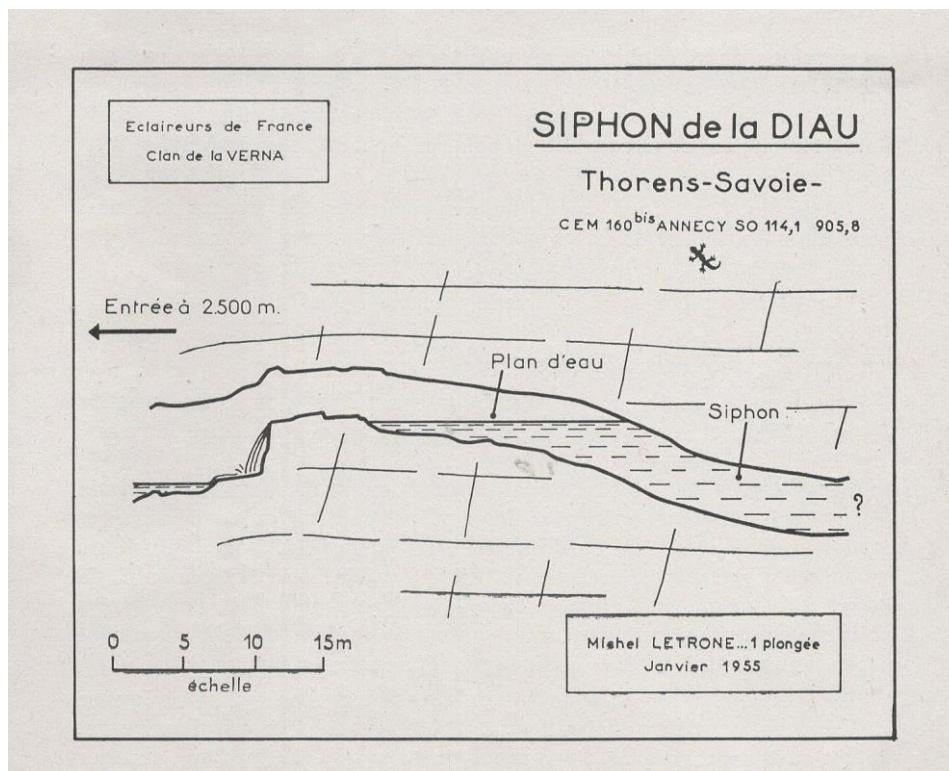 Eclaireurs de France
Clan de la VERNA
SIPHON de la DIAU
Thorens-Savoie-
CEM 160bis ANNECY SO 114,1 905,8
Entrée à 2.500 m.
Plan d'eau
Siphon
?
0 5 10 15m
échelle
Michel LETRONE...1 plongée
Janvier 1955